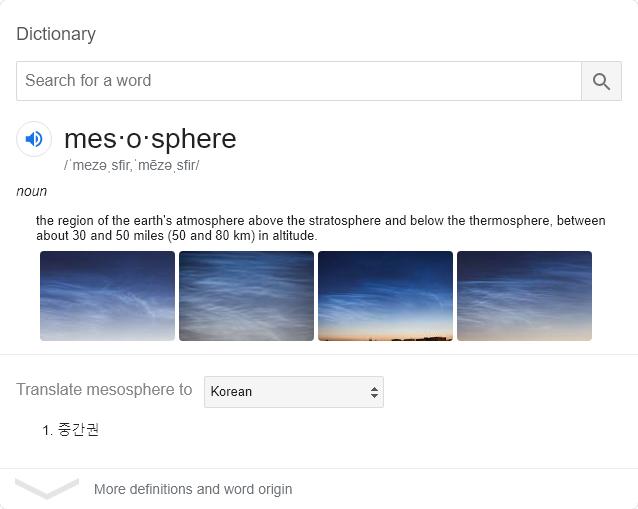 Dictionary
Search for a word
mes·o·sphere
/ˈmezəˌsfir,ˈmēzəˌsfir/
noun
the region of the earth's atmosphere above the stratosphere and below the thermosphere, between
about 30 and 50 miles (50 and 80 km) in altitude.
Translate mesosphere to Korean
1. 중간권
More definitions and word origin